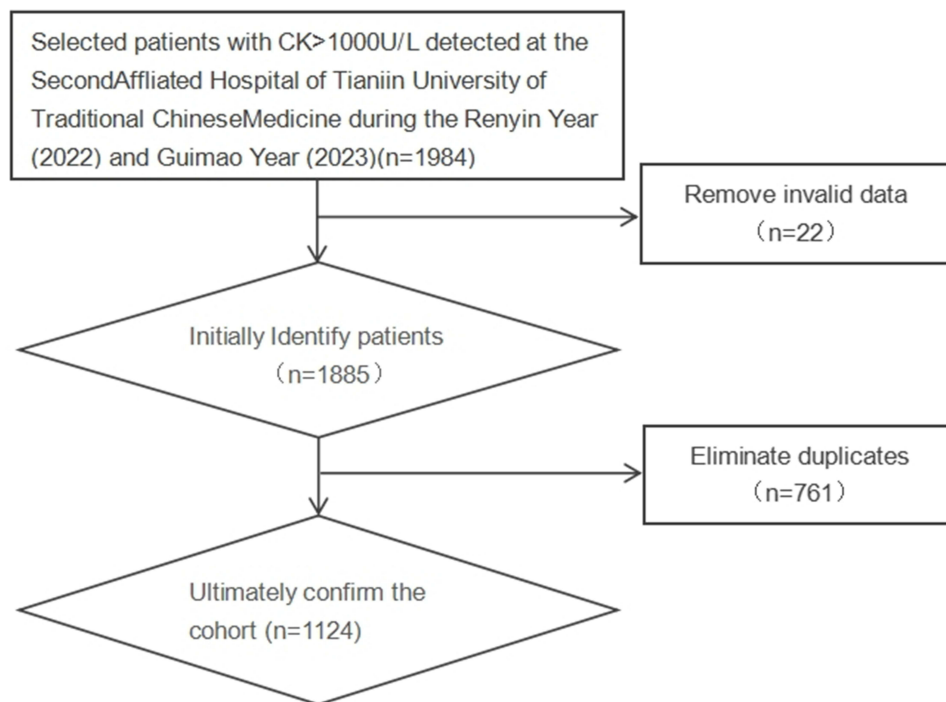 Selected patients with CK>1000U/L detected at the
SecondAffliated Hospital of Tianiin University of
Traditional ChineseMedicine during the Renyin Year
(2022) and Guimao Year (2023)(n=1984)
Remove invalid data
（n=22）
Initially Identify patients
（n=1885）
Eliminate duplicates
（n=761）
Ultimately confirm the
cohort (n=1124)